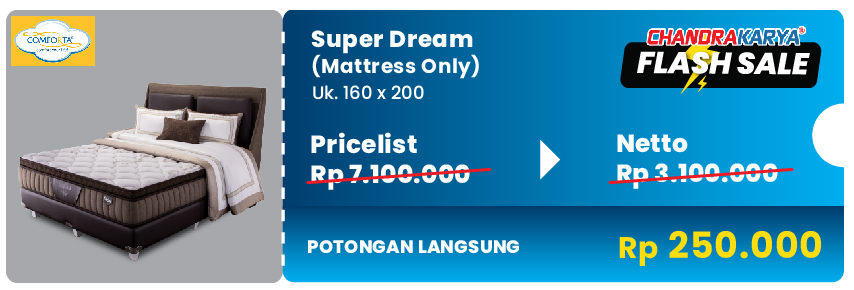 COMFORTA
Super Dream
(Mattress Only)
Uk. 160 x 200
CHANDRAKARYA®
FLASH SALE
Pricelist
Rp 7.100.000
Netto
Rp 3.100.000
POTONGAN LANGSUNG
Rp 250.000